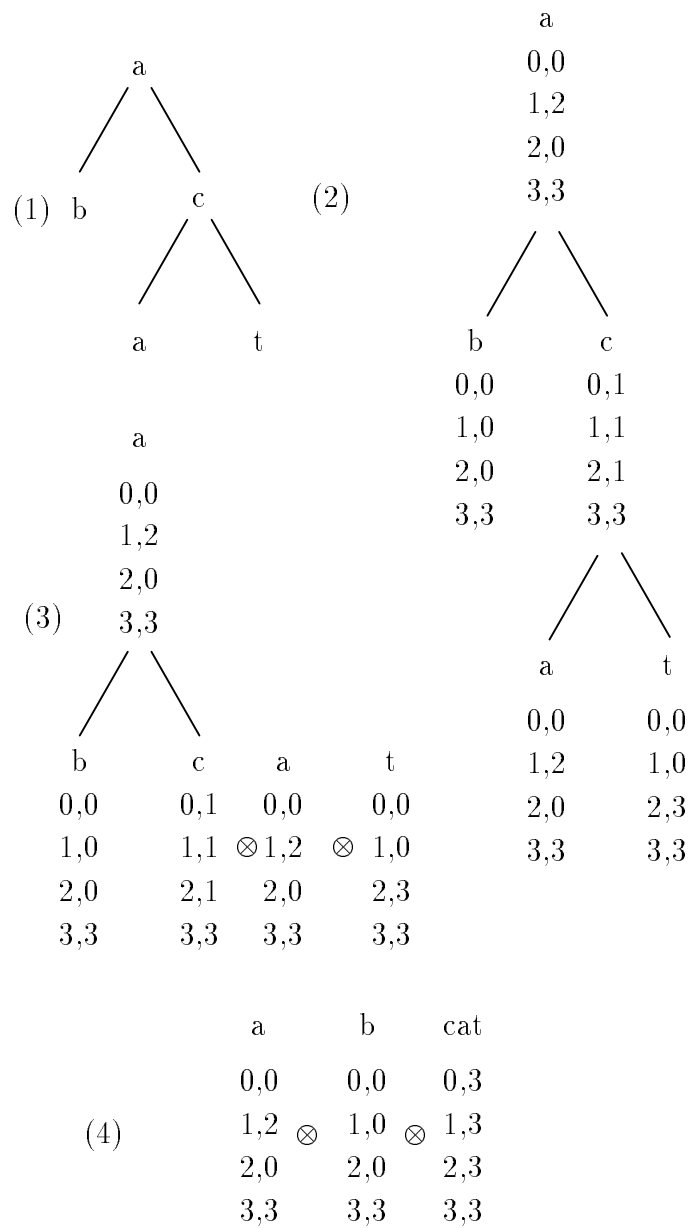 a
b c
(1)
a t
(2)
a
0,0
1,2
2,0
3,3
b c
0,0 0,1
1,0 1,1
2,0 2,1
3,3 3,3
a t
0,0 0,0
1,2 1,0
2,0 2,3
3,3 3,3
(3)
a
0,0
1,2
2,0
3,3
b c a t
0,0 0,1 0,0 0,0
1,0 1,1 ⊗ 1,2 ⊗ 1,0
2,0 2,1 2,0 2,3
3,3 3,3 3,3 3,3
(4)
a b cat
0,0 0,0 0,3
1,2 ⊗ 1,0 ⊗ 1,3
2,0 2,0 2,3
3,3 3,3 3,3